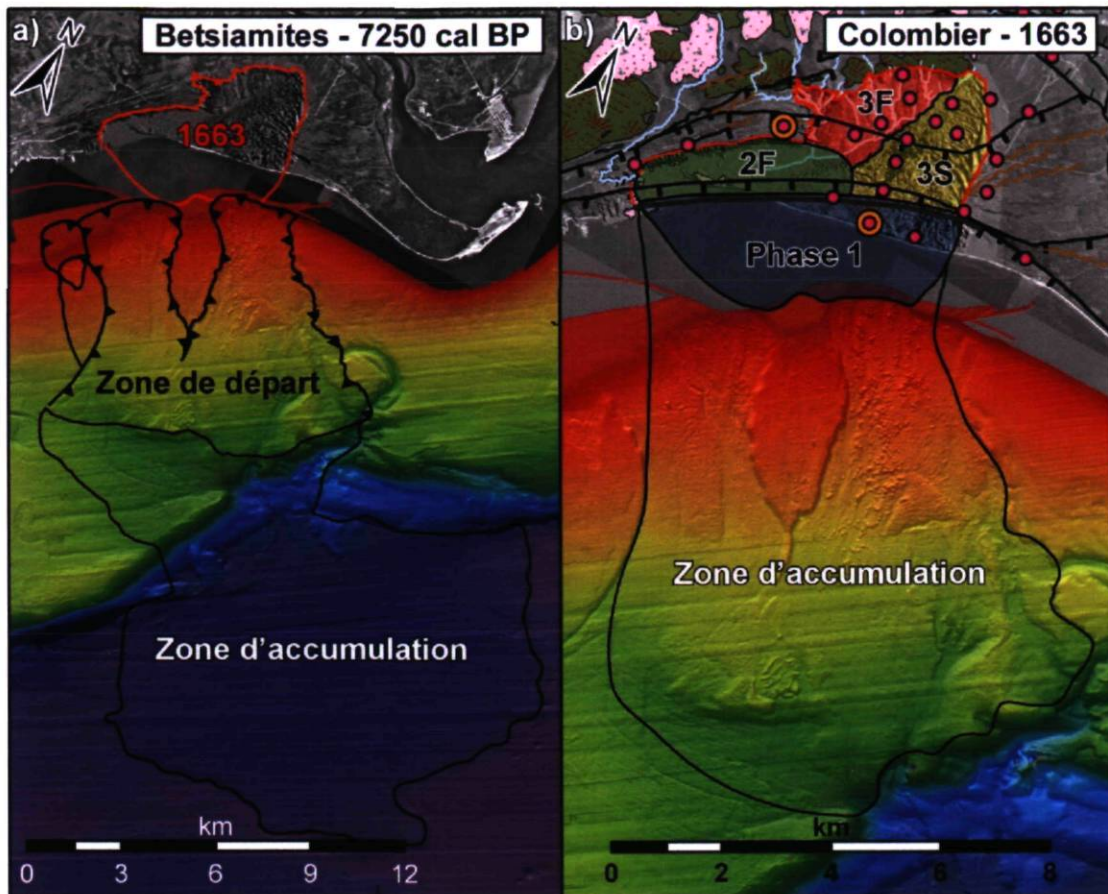 a)
N
Betsiamites - 7250 cal BP
1663
Zone de départ
Zone d'accumulation
km
0 3 6 9 12
b)
N
Colombier - 1663
3F
2F
3S
Phase 1
Zone d'accumulation
km
0 2 4 6 8